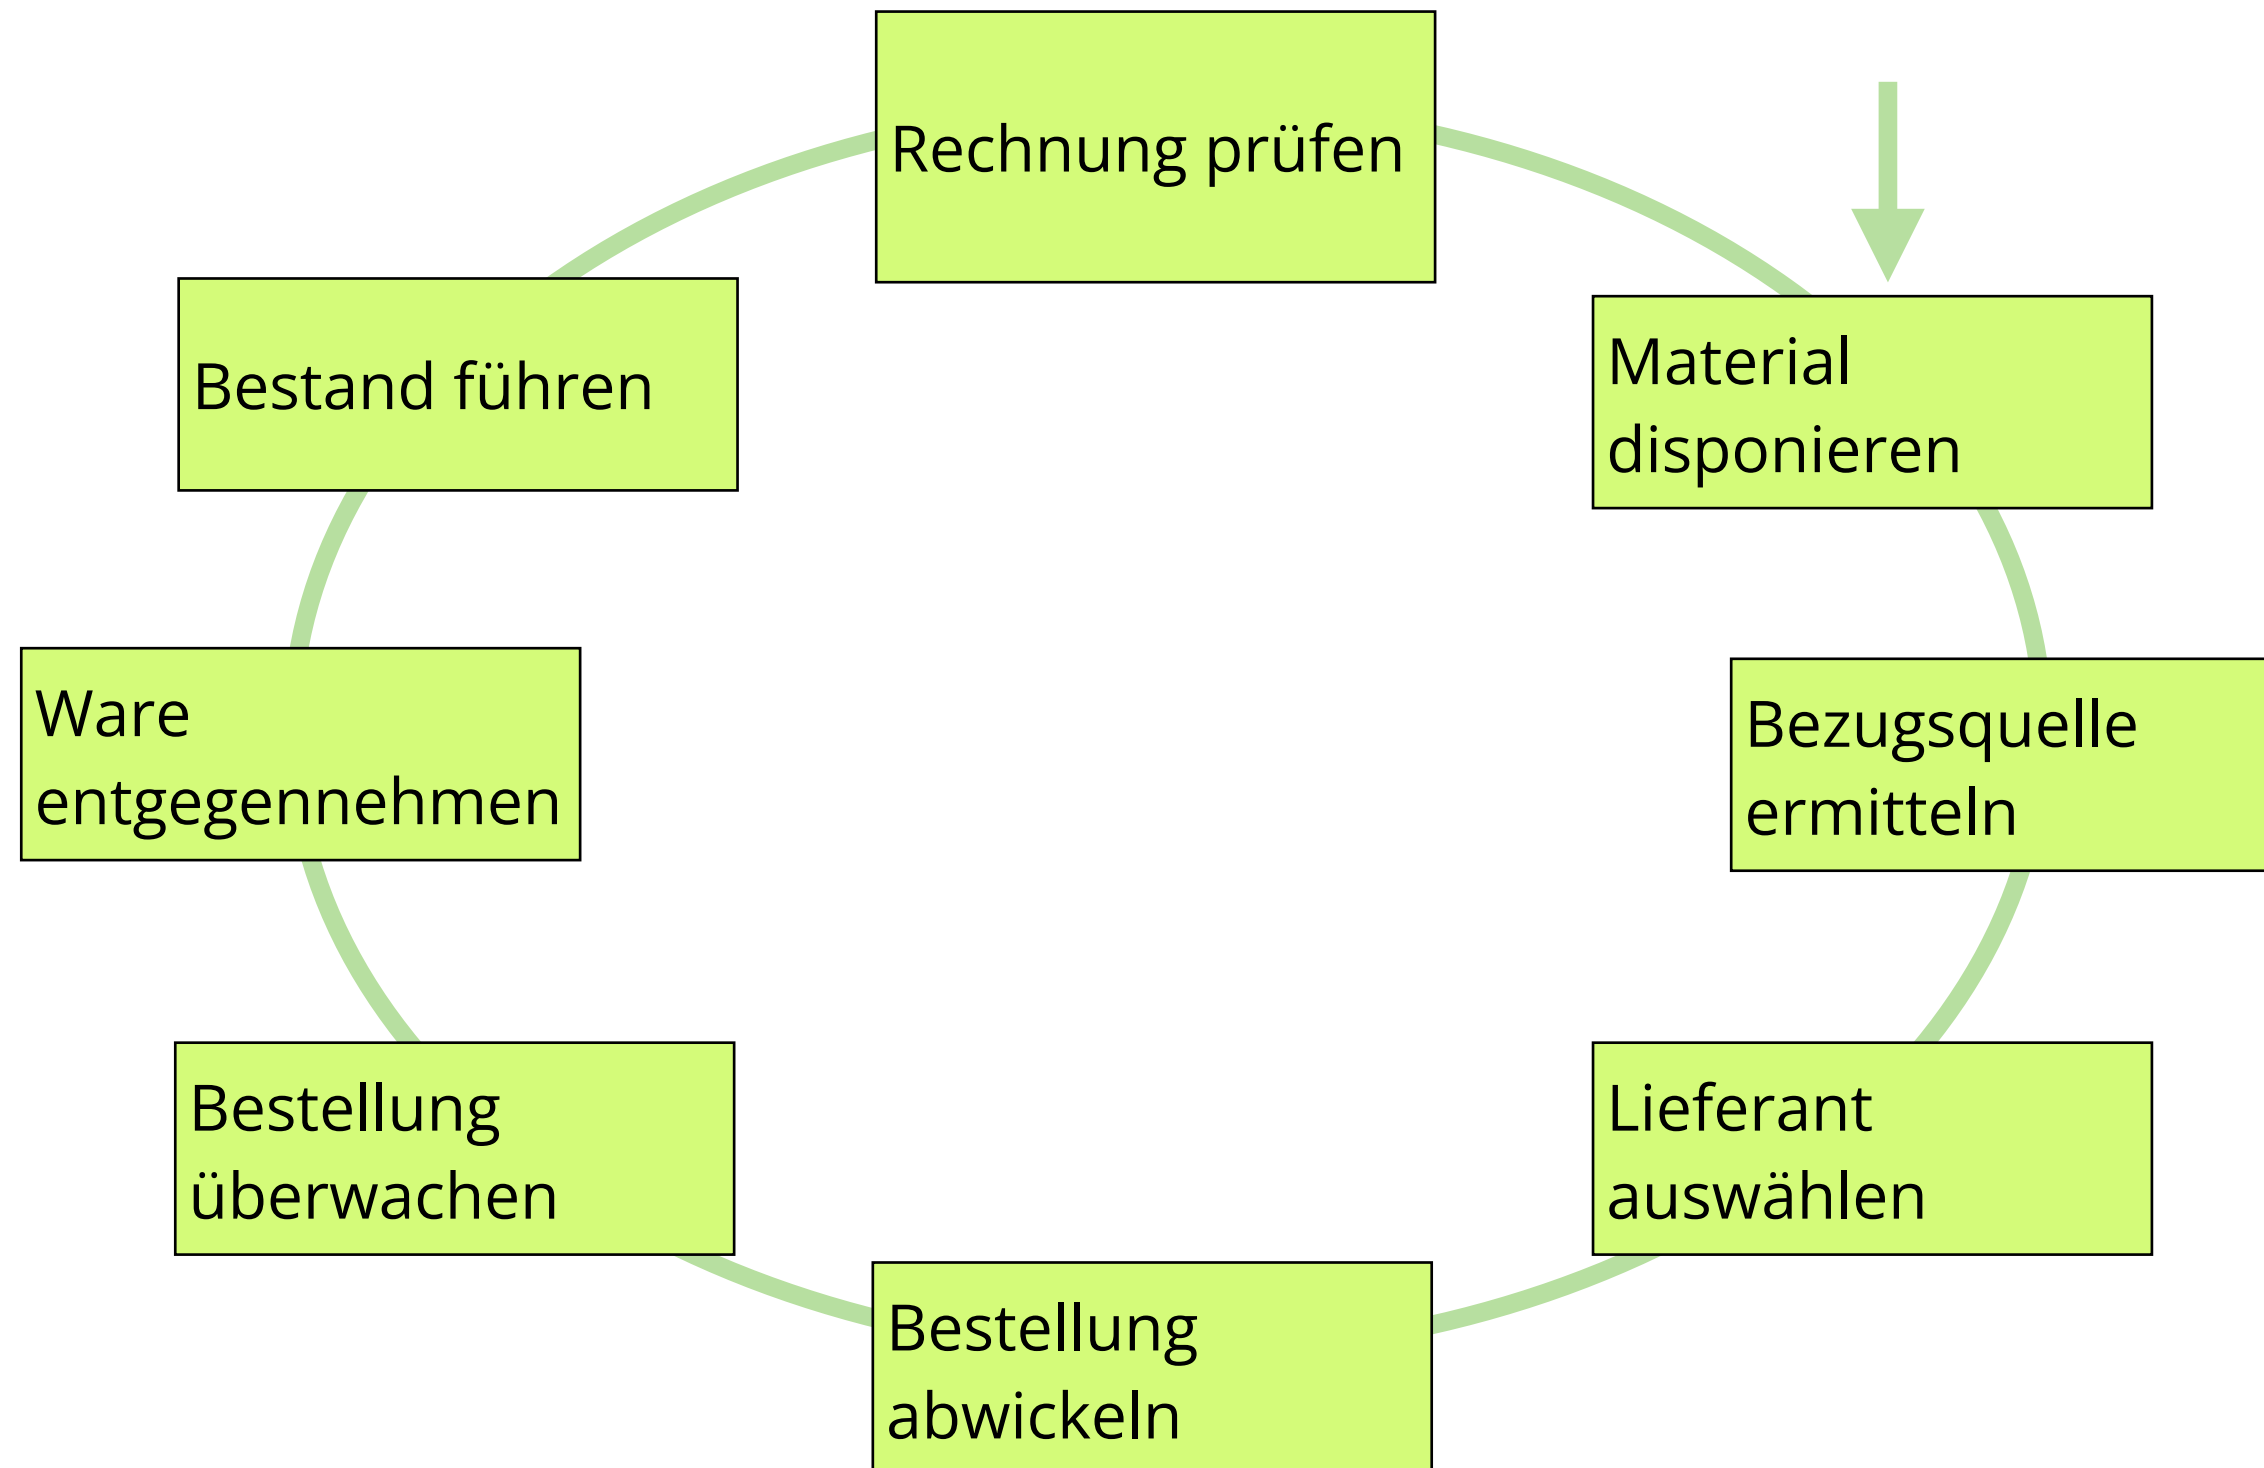 Rechnung prüfen
Material
disponieren
Bezugsquelle
ermitteln
Lieferant
auswählen
Bestellung
abwickeln
Bestellung
überwachen
Ware
entgegennehmen
Bestand führen